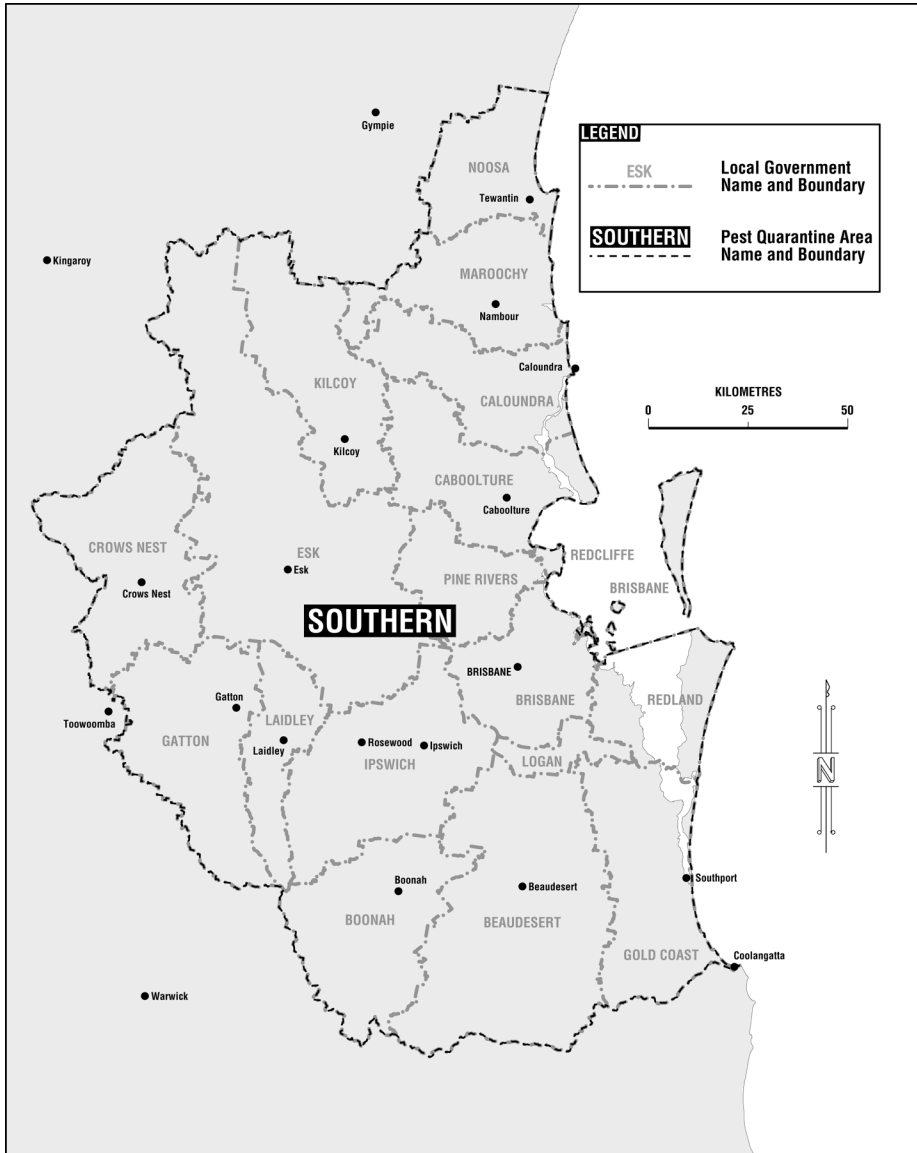 Gympie
LEGEND
ESK
Local Government
Name and Boundary
NOOSA
Tewantin
SOUTHERN
Pest Quarantine Area
Name and Boundary
Kingaroy
MAROOCHY
Nambour
Caloundra
KILCOY
CALOUNDRA
KILOMETRES
0 25 50
Kilcoy
CABOOLTURE
Caboolture
CROWS NEST
ESK
Esk
REDCLIFFE
PINE RIVERS
BRISBANE
Crows Nest
SOUTHERN
BRISBANE
BRISBANE
REDLAND
Gatton
LAIDLEY
Toowoomba
GATTON
Laidley
Rosewood
Ipswich
IPSWICH
LOGAN
N
Southport
Boonah
Beaudesert
BOONAH
BEAUDESERT
GOLD COAST
Coolangatta
Warwick